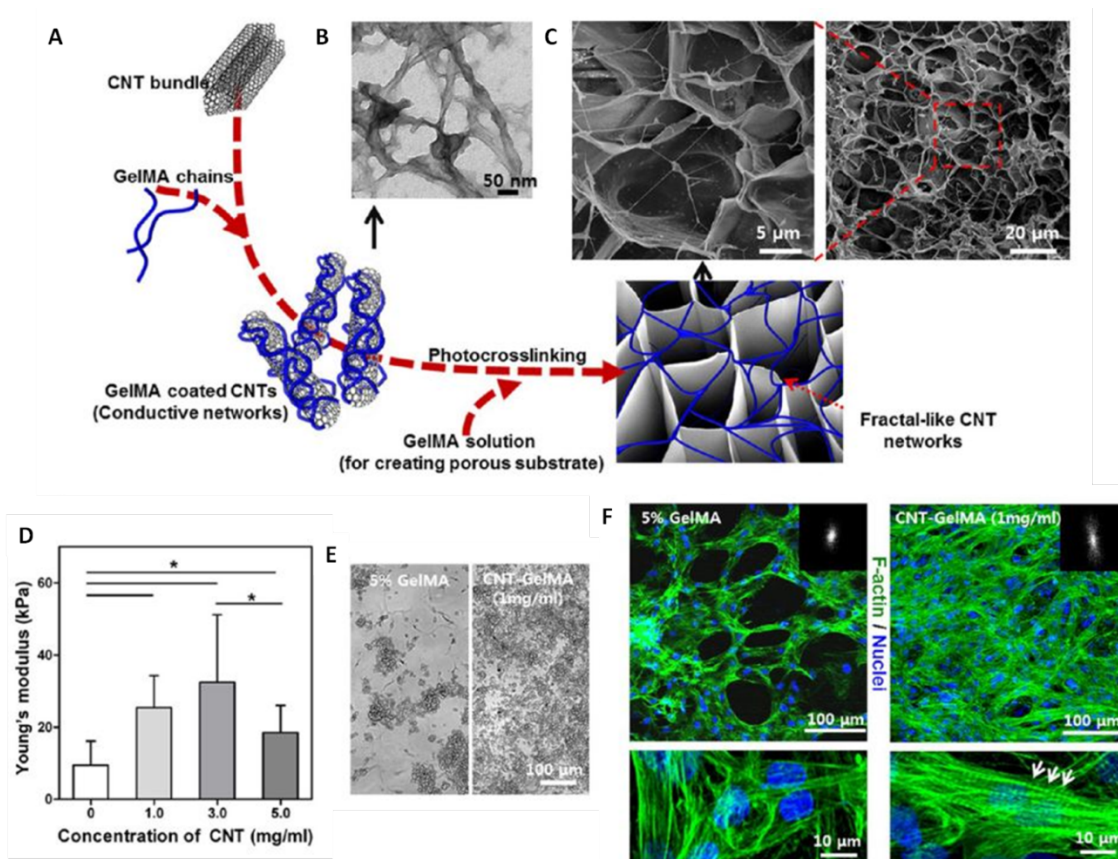 A
CNT bundle
GelMA chains
GelMA coated CNTs
(Conductive networks)
B
50 nm
C
5 μm
20 μm
Photocrosslinking
GelMA solution
(for creating porous substrate)
Fractal-like CNT
networks
D
Young's modulus (kPa)
60
40
20
0
*
*
0
1.0
3.0
5.0
Concentration of CNT (mg/ml)
E
5% GelMA
CNT-GelMA
(1mg/ml)
100 μm
F
5% GelMA
100 μm
10 μm
F-actin / Nuclei
CNT-GelMA (1mg/ml)
100 μm
10 μm